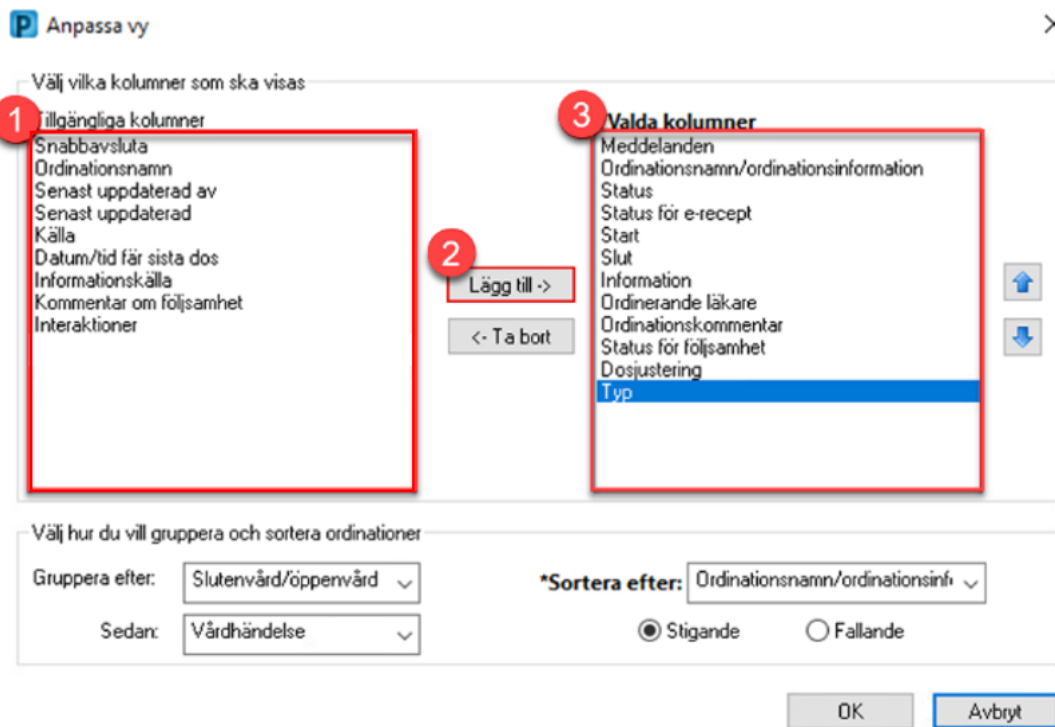 Anpassa vy
Välj vilka kolumner som ska visas
1
Tillgängliga kolumner
Snabbavsluta
Ordinationsnamn
Senast uppdaterad av
Senast uppdaterad
Källa
Datum/tid fär sista dos
Informationskälla
Kommentar om följsamhet
Interaktioner
2
Lägg till ->
<- Ta bort
3
*Valda kolumner
Meddelanden
Ordinationsnamn/ordinationsinformation
Status
Status för e-recept
Start
Slut
Information
Ordinerande läkare
Ordinationskommentar
Status för följsamhet
Dosjustering
Typ
Välj hur du vill gruppera och sortera ordinationer
Gruppera efter: Slutenvård/öppenvård
Sedan: Vårdhändelse
*Sortera efter: Ordinationsnamn/ordinationsinf
Stigande Fallande
OK Avbryt